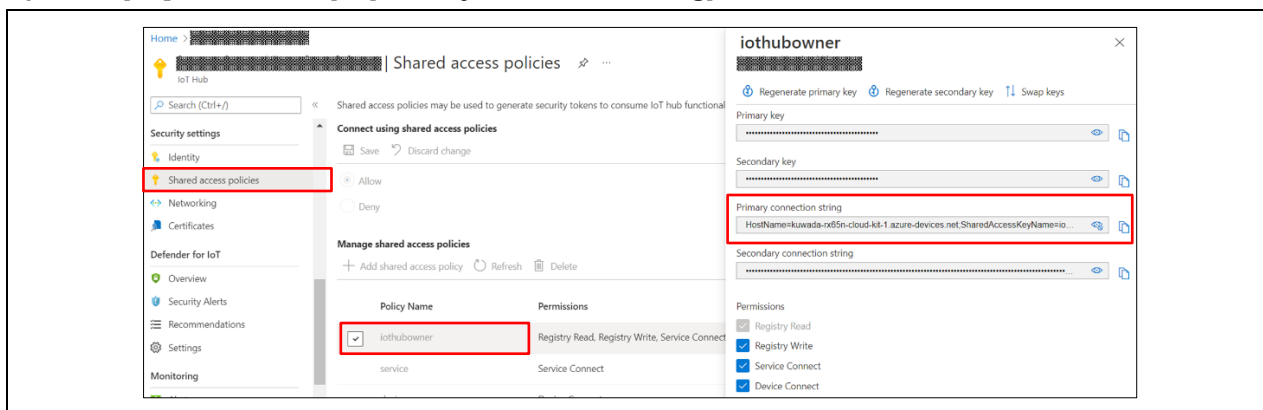 Home >
| Shared access policies ...
IoT Hub
Search (Ctrl+/)
«
Security settings
Identity
Shared access policies
Networking
Certificates
Defender for IoT
Overview
Security Alerts
Recommendations
Settings
Monitoring
Shared access policies may be used to generate security tokens to consume IoT hub functional
Connect using shared access policies
Save Discard change
Allow
Deny
Manage shared access policies
Add shared access policy Refresh Delete
Policy Name Permissions
iothubowner Registry Read, Registry Write, Service Connect
service Service Connect
iothubowner
Regenerate primary key Regenerate secondary key Swap keys
Primary key
Secondary key
Primary connection string
HostName=kuwada-rx65n-cloud-kit-1.azure-devices.net;SharedAccessKeyName=io...
Secondary connection string
Permissions
Registry Read
Registry Write
Service Connect
Device Connect